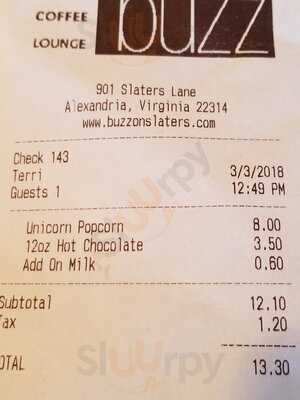 COFFEE
LOUNGE
buzz
901 Slaters Lane
Alexandria, Virginia 22314
www.buzzonslaters.com
Check 143
Terri 3/3/2018
Guests 1 12:49 PM
Unicorn Popcorn 8.00
12oz Hot Chocolate 3.50
Add On Milk 0.60
Subtotal 12.10
Tax 1.20
OTAL 13.30
sluurpy